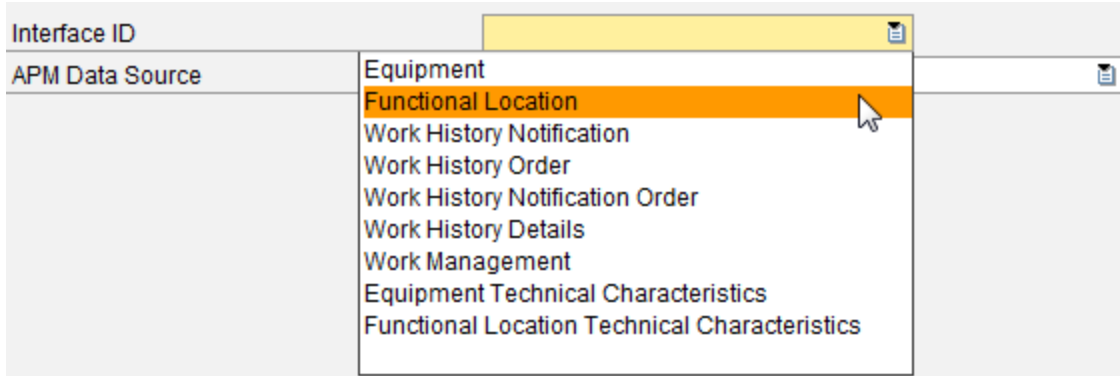 Interface ID
APM Data Source
Equipment
Functional Location
Work History Notification
Work History Order
Work History Notification Order
Work History Details
Work Management
Equipment Technical Characteristics
Functional Location Technical Characteristics